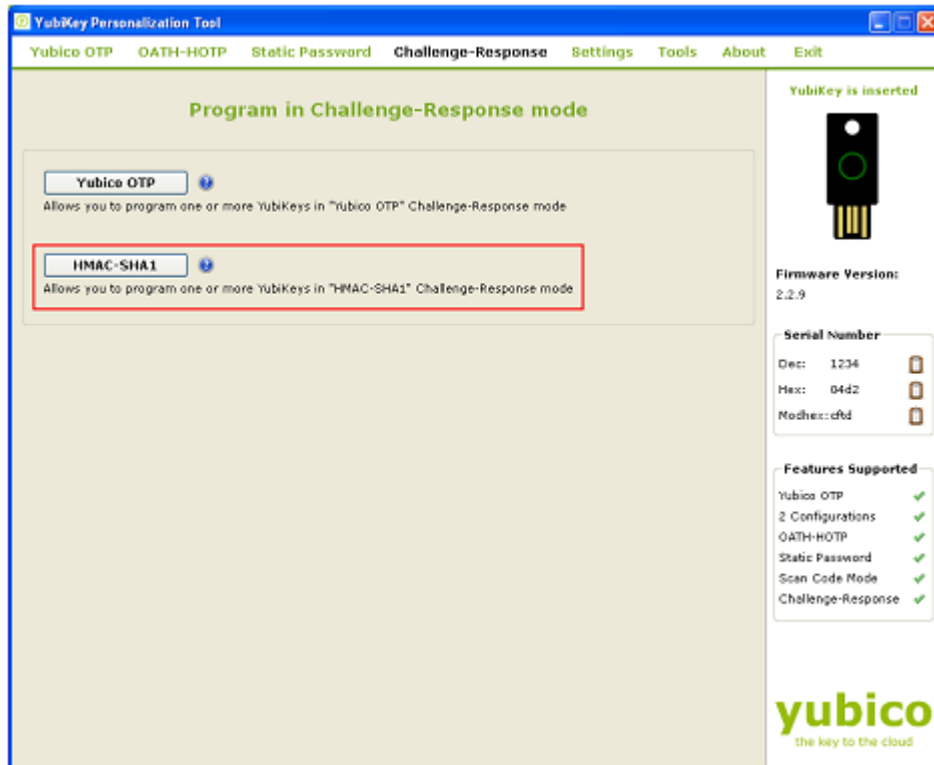 YubiKey Personalization Tool
Yubico OTP OATH-HOTP Static Password Challenge-Response Settings Tools About Exit
Program in Challenge-Response mode
Yubico OTP
Allows you to program one or more YubiKeys in "Yubico OTP" Challenge-Response mode
HMAC-SHA1
Allows you to program one or more YubiKeys in "HMAC-SHA1" Challenge-Response mode
YubiKey is inserted
Firmware Version:
2.2.9
Serial Number
Dec: 1234
Hex: 04d2
Modhex: cftd
Features Supported
Yubico OTP
2 Configurations
OATH-HOTP
Static Password
Scan Code Mode
Challenge-Response
yubico
the key to the cloud